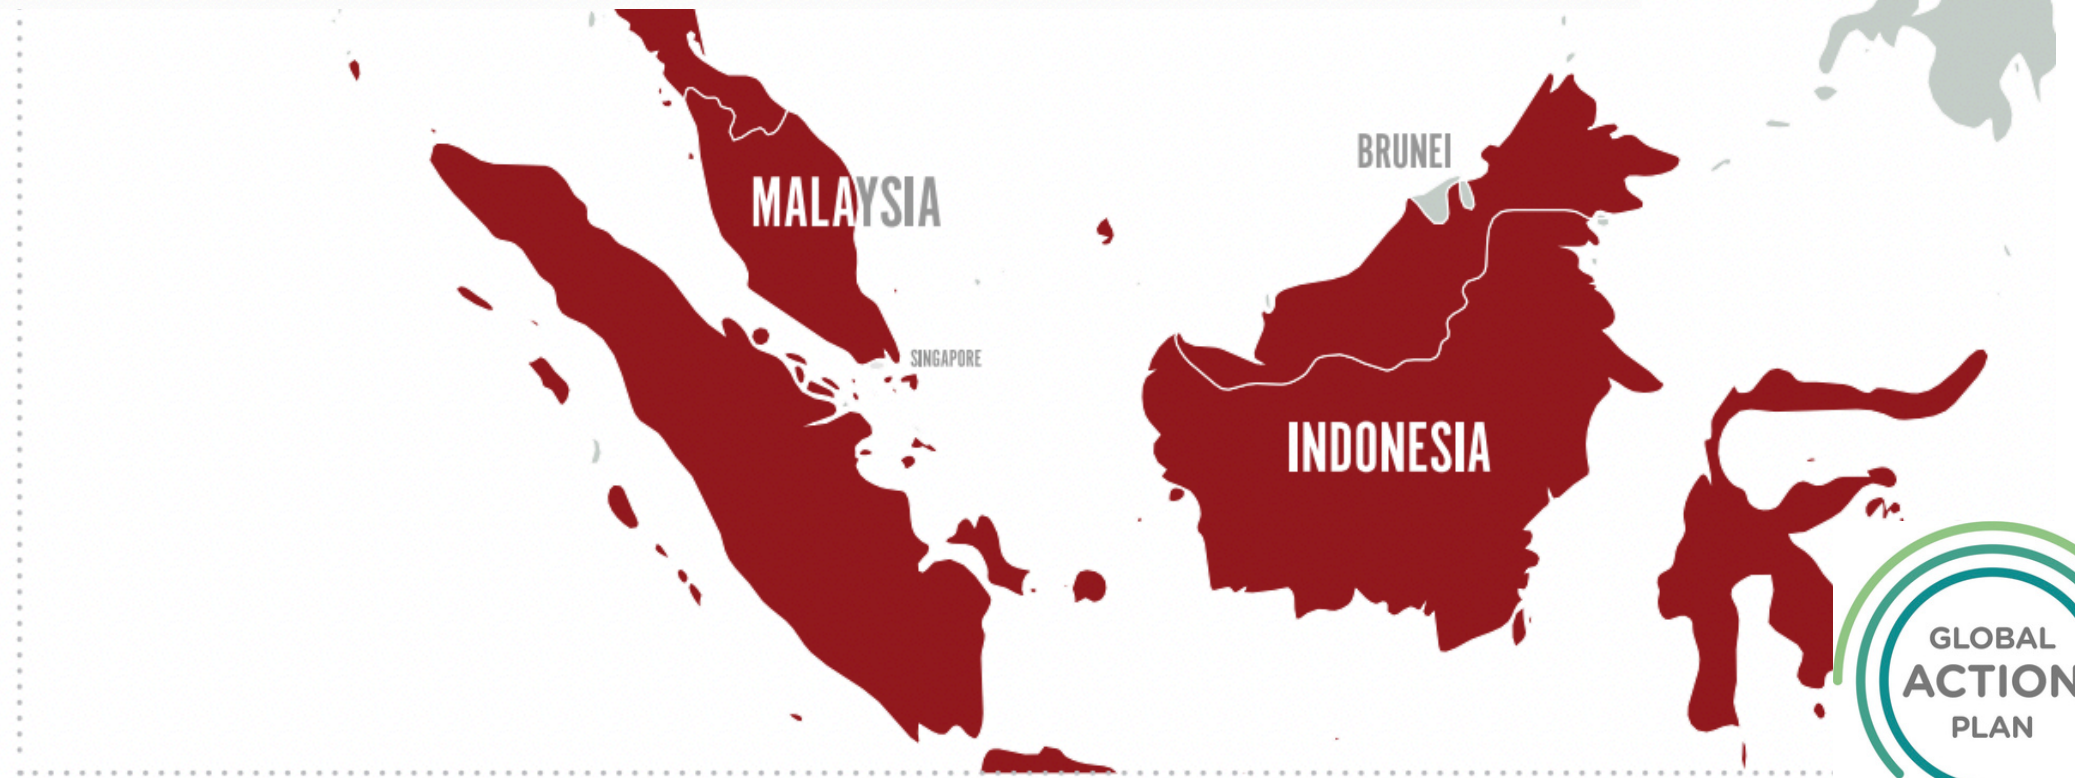 BRUNEI
MALAYSIA
SINGAPORE
INDONESIA
GLOBAL
ACTION
PLAN